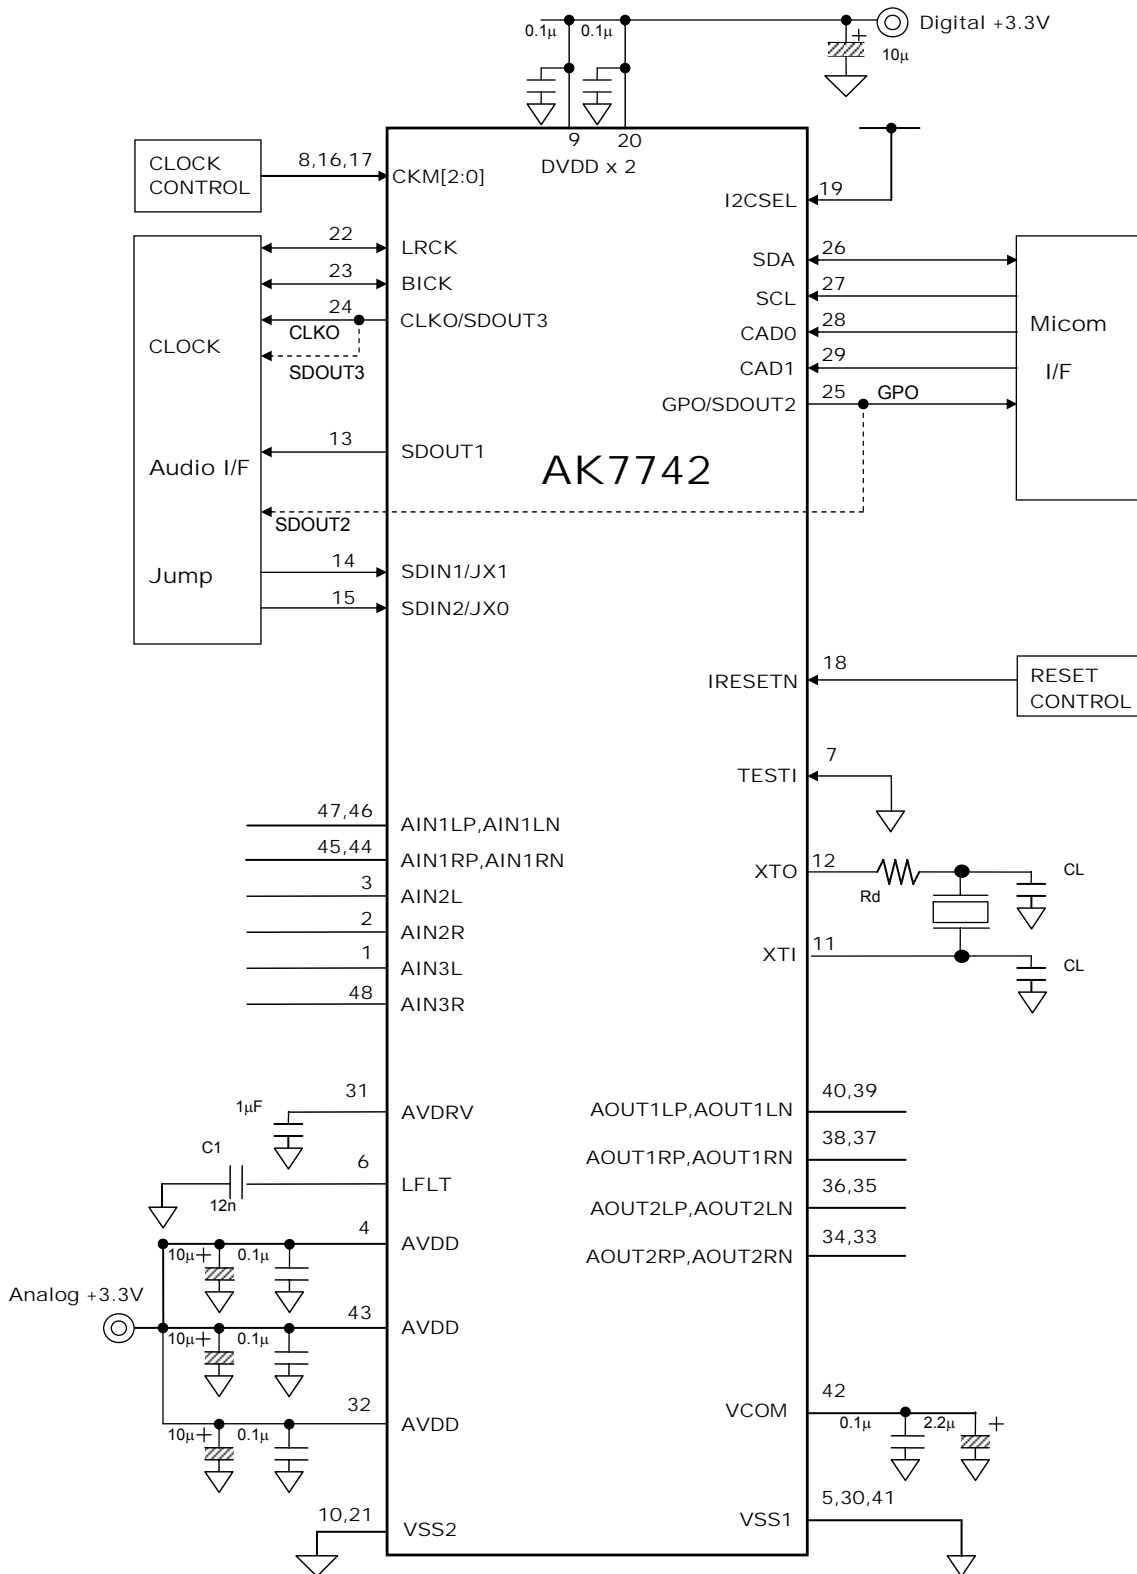 0.1µ 0.1µ + Digital +3.3V
10µ
9 20
DVDD x 2
CLOCK
CONTROL
8,16,17
CKM[2:0]
19
I2CSEL
22
LRCK
23
BICK
24
CLKO/SDOUT3
CLKO
SDOUT3
CLOCK
13
SDOUT1
Audio I/F
SDOUT2
14
SDIN1/JX1
Jump
15
SDIN2/JX0
26
SDA
27
SCL
28
CAD0
29
CAD1
25
GPO/SDOUT2
GPO
Micom
I/F
AK7742
18
IRESETN
RESET
CONTROL
7
TESTI
47,46
AIN1LP,AIN1LN
45,44
AIN1RP,AIN1RN
3
AIN2L
2
AIN2R
1
AIN3L
48
AIN3R
12
XTO
Rd
CL
11
XTI
CL
31
1µF
AVDRV
C1
6
LFLT
12n
4
10µ + 0.1µ
AVDD
Analog +3.3V
43
10µ + 0.1µ
AVDD
32
10µ + 0.1µ
AVDD
10,21
VSS2
40,39
AOUT1LP,AOUT1LN
38,37
AOUT1RP,AOUT1RN
36,35
AOUT2LP,AOUT2LN
34,33
AOUT2RP,AOUT2RN
42
VCOM
0.1µ 2.2µ +
5,30,41
VSS1